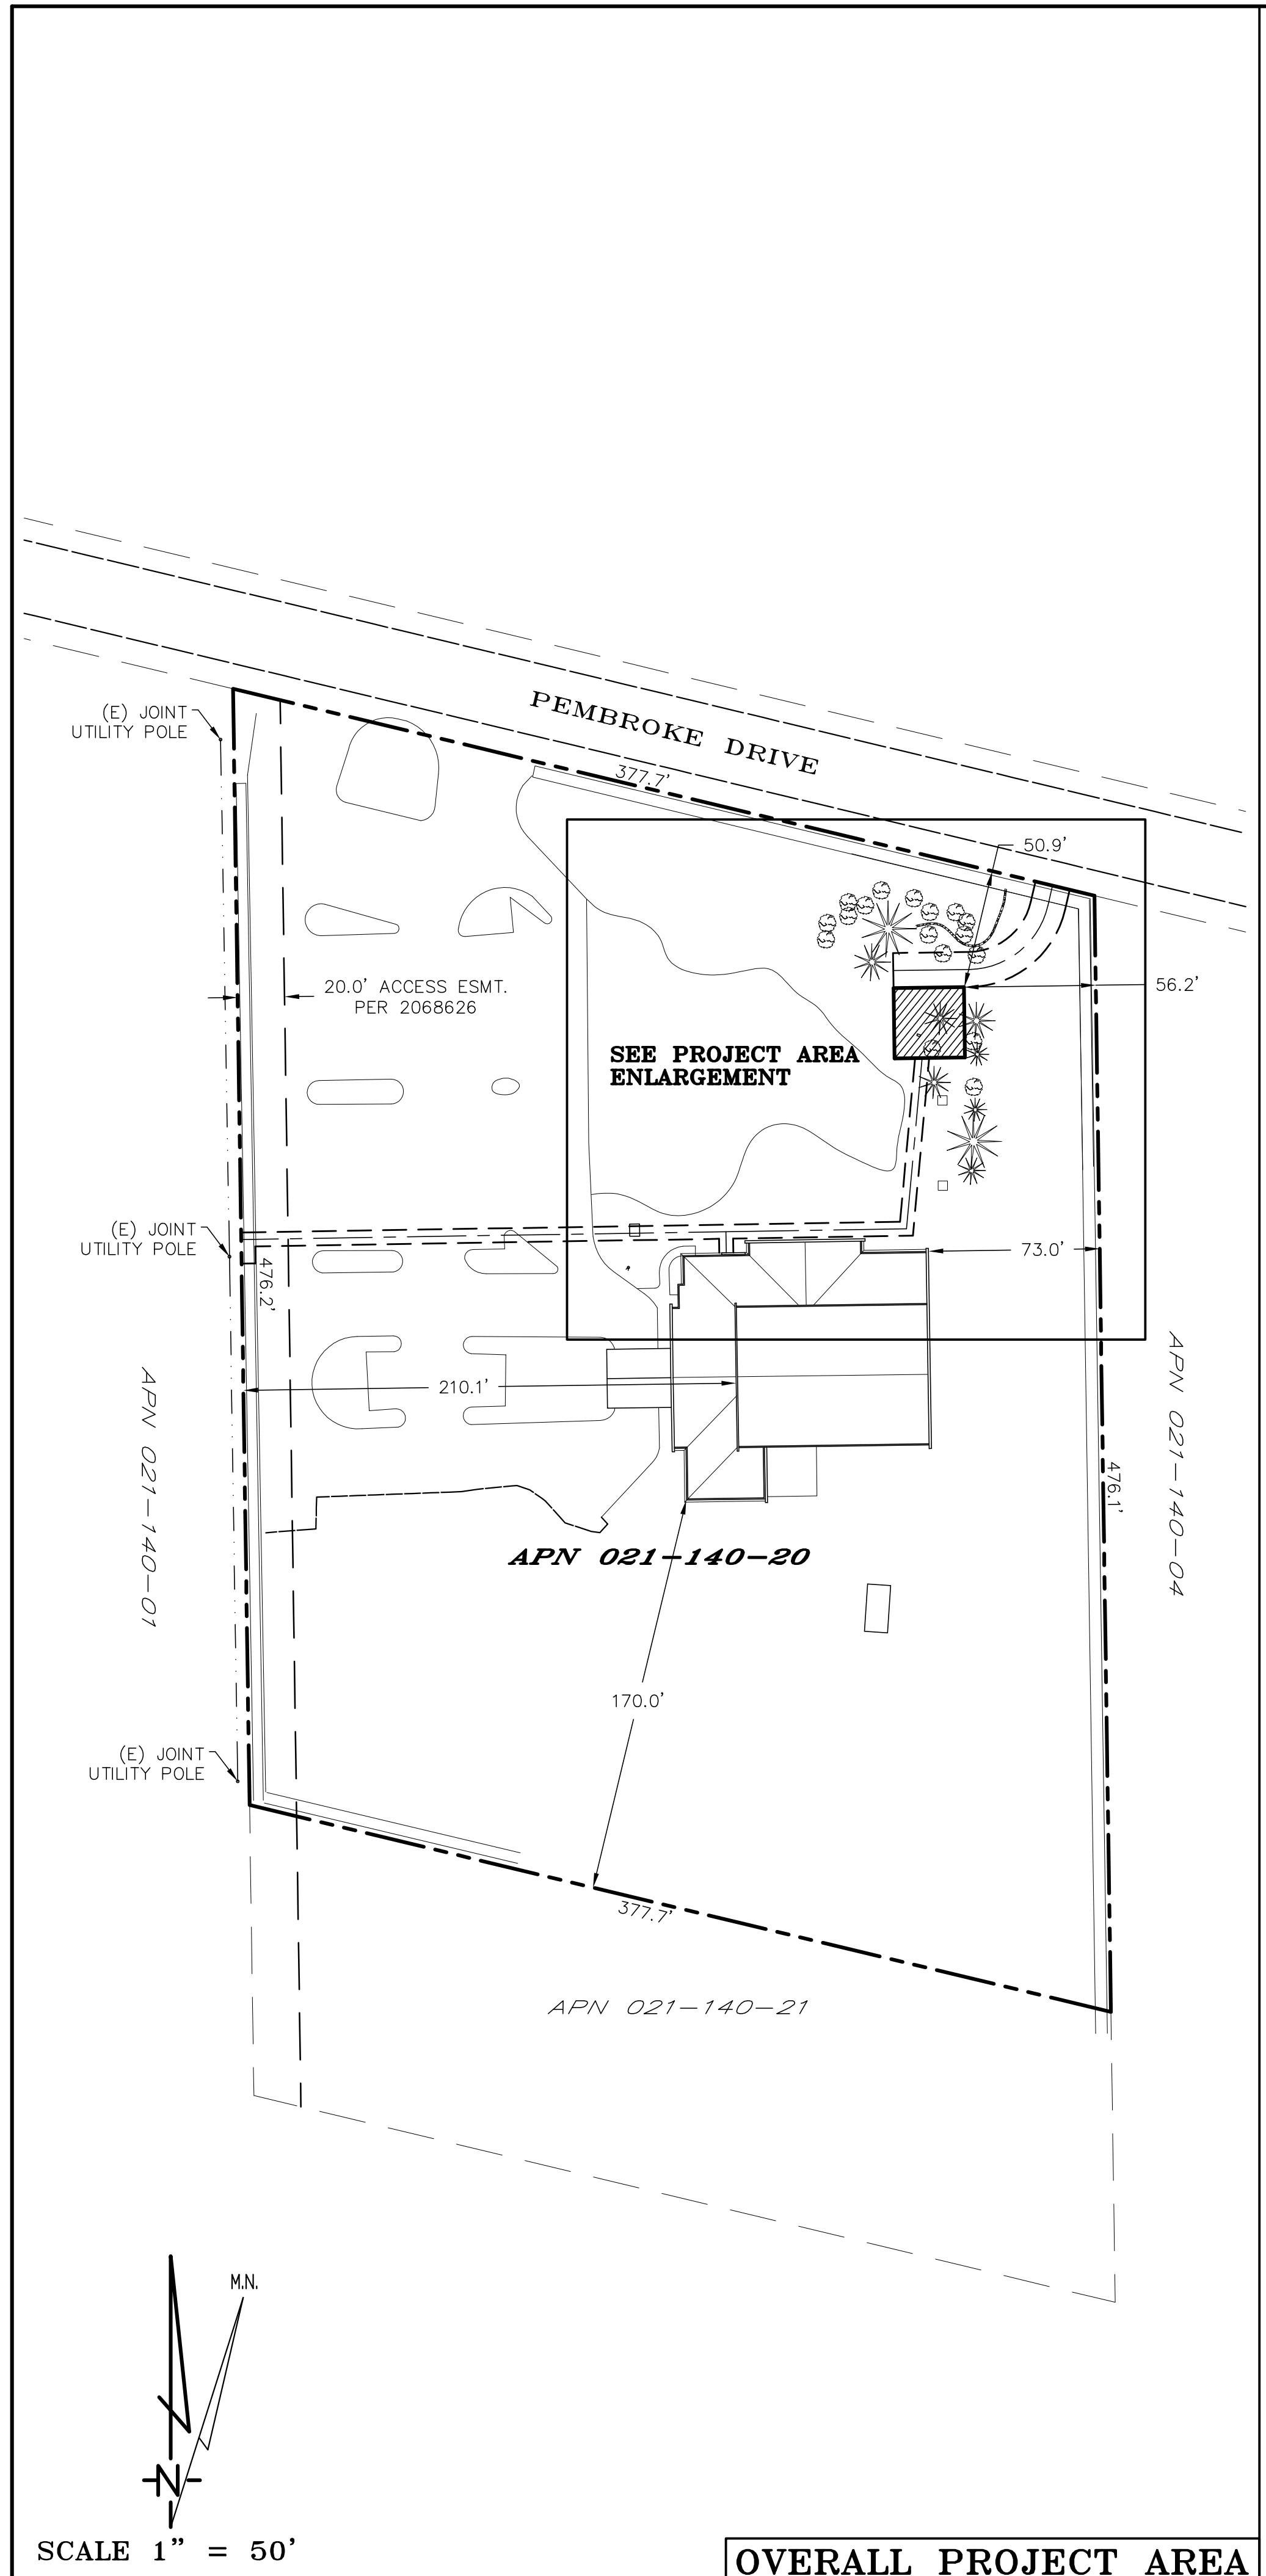 PEMBROKE DRIVE
(E) JOINT
UTILITY POLE
377.7'
50.9'
56.2'
20.0' ACCESS ESMT.
PER 2068626
SEE PROJECT AREA
ENLARGEMENT
(E) JOINT
UTILITY POLE
476.2'
73.0'
210.1'
APN 021-140-01
APN 021-140-04
476.1'
APN 021-140-20
170.0'
(E) JOINT
UTILITY POLE
377.7'
APN 021-140-21
M.N.
N
SCALE 1" = 50'
OVERALL PROJECT AREA